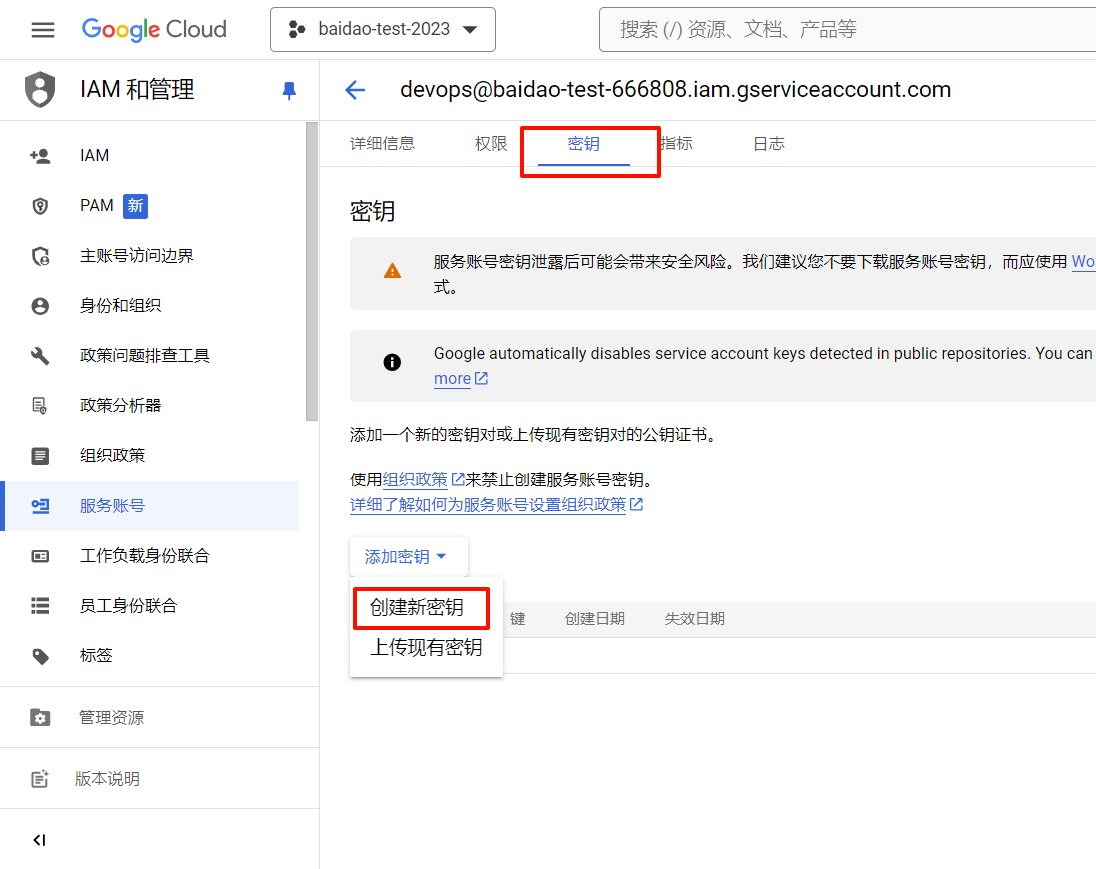 Google Cloud
baidao-test-2023
搜索 (/) 资源、文档、产品等
IAM 和管理
devops@baidao-test-666808.iam.gserviceaccount.com
详细信息
权限
密钥
指标
日志
IAM
PAM 新
主账号访问边界
身份和组织
政策问题排查工具
政策分析器
组织政策
服务账号
工作负载身份联合
员工身份联合
标签
管理资源
版本说明
密钥
服务账号密钥泄露后可能会带来安全风险。我们建议您不要下载服务账号密钥，而应使用 Wo
式。
Google automatically disables service account keys detected in public repositories. You can
more
添加一个新的密钥对或上传现有密钥对的公钥证书。
使用组织政策来禁止创建服务账号密钥。
详细了解如何为服务账号设置组织政策
添加密钥
创建新密钥
上传现有密钥
键
创建日期
失效日期